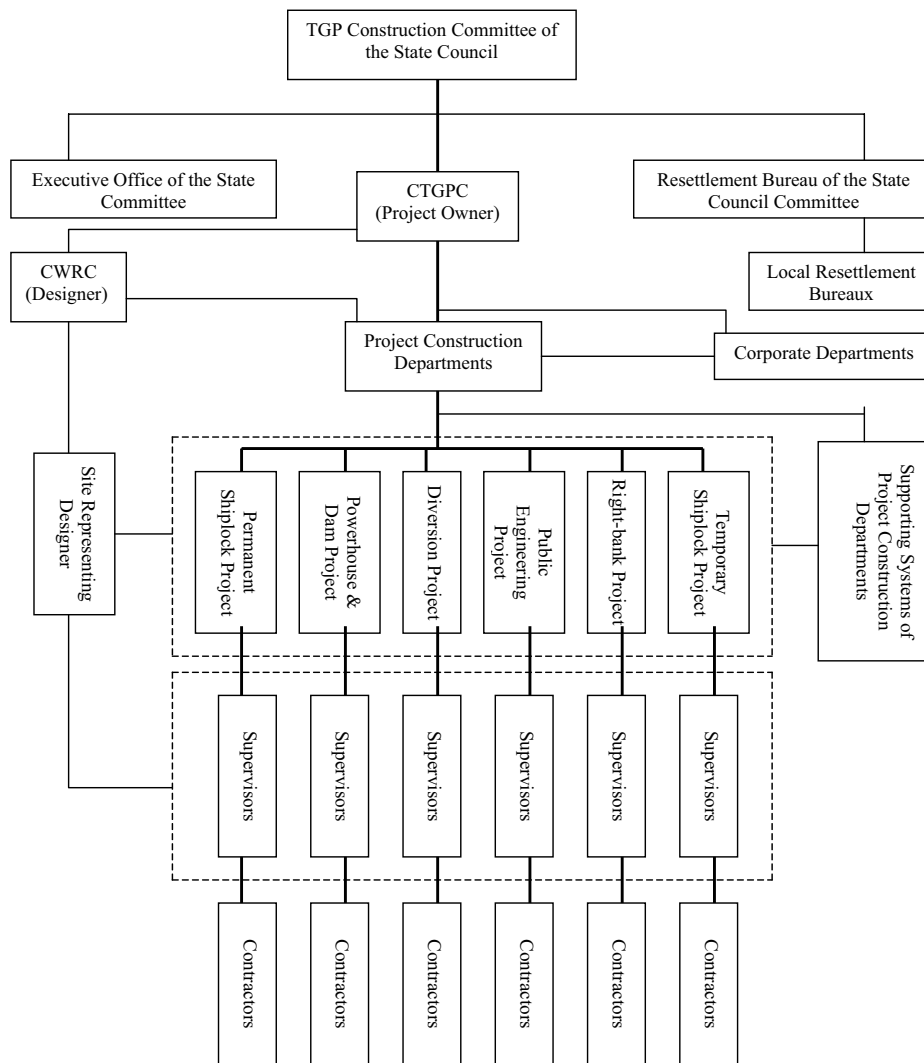 TGP Construction Committee of
the State Council
Executive Office of the State
Committee
CTGPC
(Project Owner)
Resettlement Bureau of the State
Council Committee
CWRC
(Designer)
Local Resettlement
Bureaux
Project Construction
Departments
Corporate Departments
Site Representing
Designer
Permanent
Shiplock Project
Powerhouse &
Dam Project
Diversion Project
Public
Engineering
Project
Right-bank Project
Temporary
Shiplock Project
Supporting Systems of
Project Construction
Departments
Supervisors
Supervisors
Supervisors
Supervisors
Supervisors
Supervisors
Contractors
Contractors
Contractors
Contractors
Contractors
Contractors